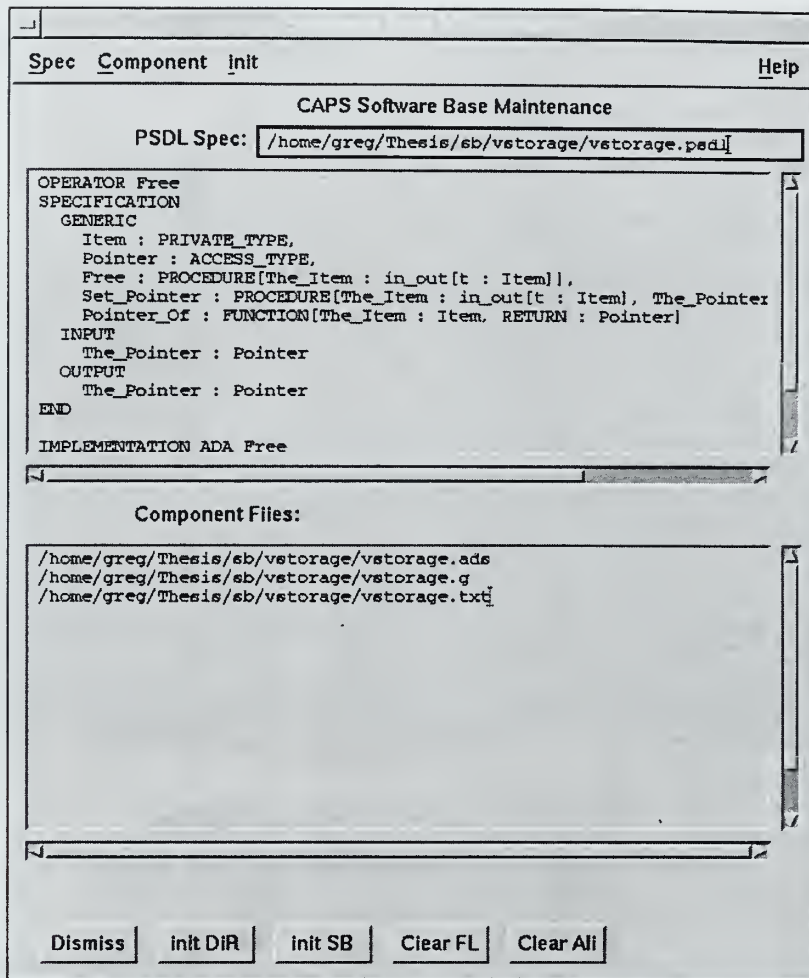 Spec Component Init Help
CAPS Software Base Maintenance
PSDL Spec: /home/greg/Thesis/sb/vstorage/vstorage.psdl
OPERATOR Free
SPECIFICATION
GENERIC
Item : PRIVATE_TYPE,
Pointer : ACCESS_TYPE,
Free : PROCEDURE[The_Item : in_out[t : Item]],
Set_Pointer : PROCEDURE[The_Item : in_out[t : Item], The_Pointer
Pointer_Of : FUNCTION[The_Item : Item, RETURN : Pointer]
INPUT
The_Pointer : Pointer
OUTPUT
The_Pointer : Pointer
END
IMPLEMENTATION ADA Free
Component Files:
/home/greg/Thesis/sb/vstorage/vstorage.ads
/home/greg/Thesis/sb/vstorage/vstorage.g
/home/greg/Thesis/sb/vstorage/vstorage.txt
Dismiss Init DIR Init SB Clear FL Clear All